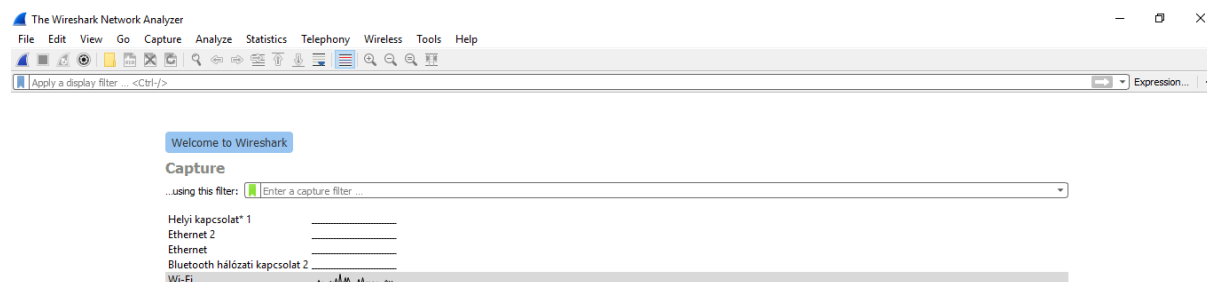 The Wireshark Network Analyzer
File Edit View Go Capture Analyze Statistics Telephony Wireless Tools Help
Apply a display filter ... <Ctrl-/>
Expression...
Welcome to Wireshark
Capture
...using this filter: Enter a capture filter ...
Helyi kapcsolat* 1
Ethernet 2
Ethernet
Bluetooth hálózati kapcsolat 2
Wi-Fi